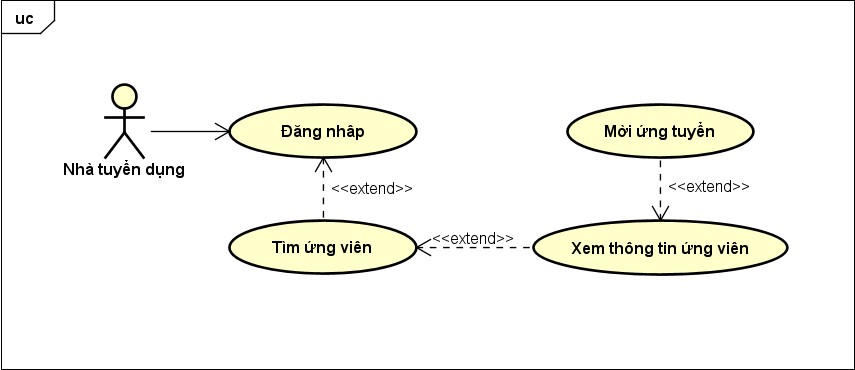 uc
Đăng nhâp
Mời ứng tuyển
Nhà tuyển dụng
<<extend>>
<<extend>>
<<extend>>
Tìm ứng viên
Xem thông tin ứng viên